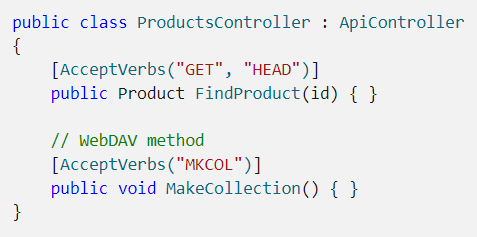 public class ProductsController : ApiController
{
    [AcceptVerbs("GET", "HEAD")]
    public Product FindProduct(id) { }

    // WebDAV method
    [AcceptVerbs("MKCOL")]
    public void MakeCollection() { }
}